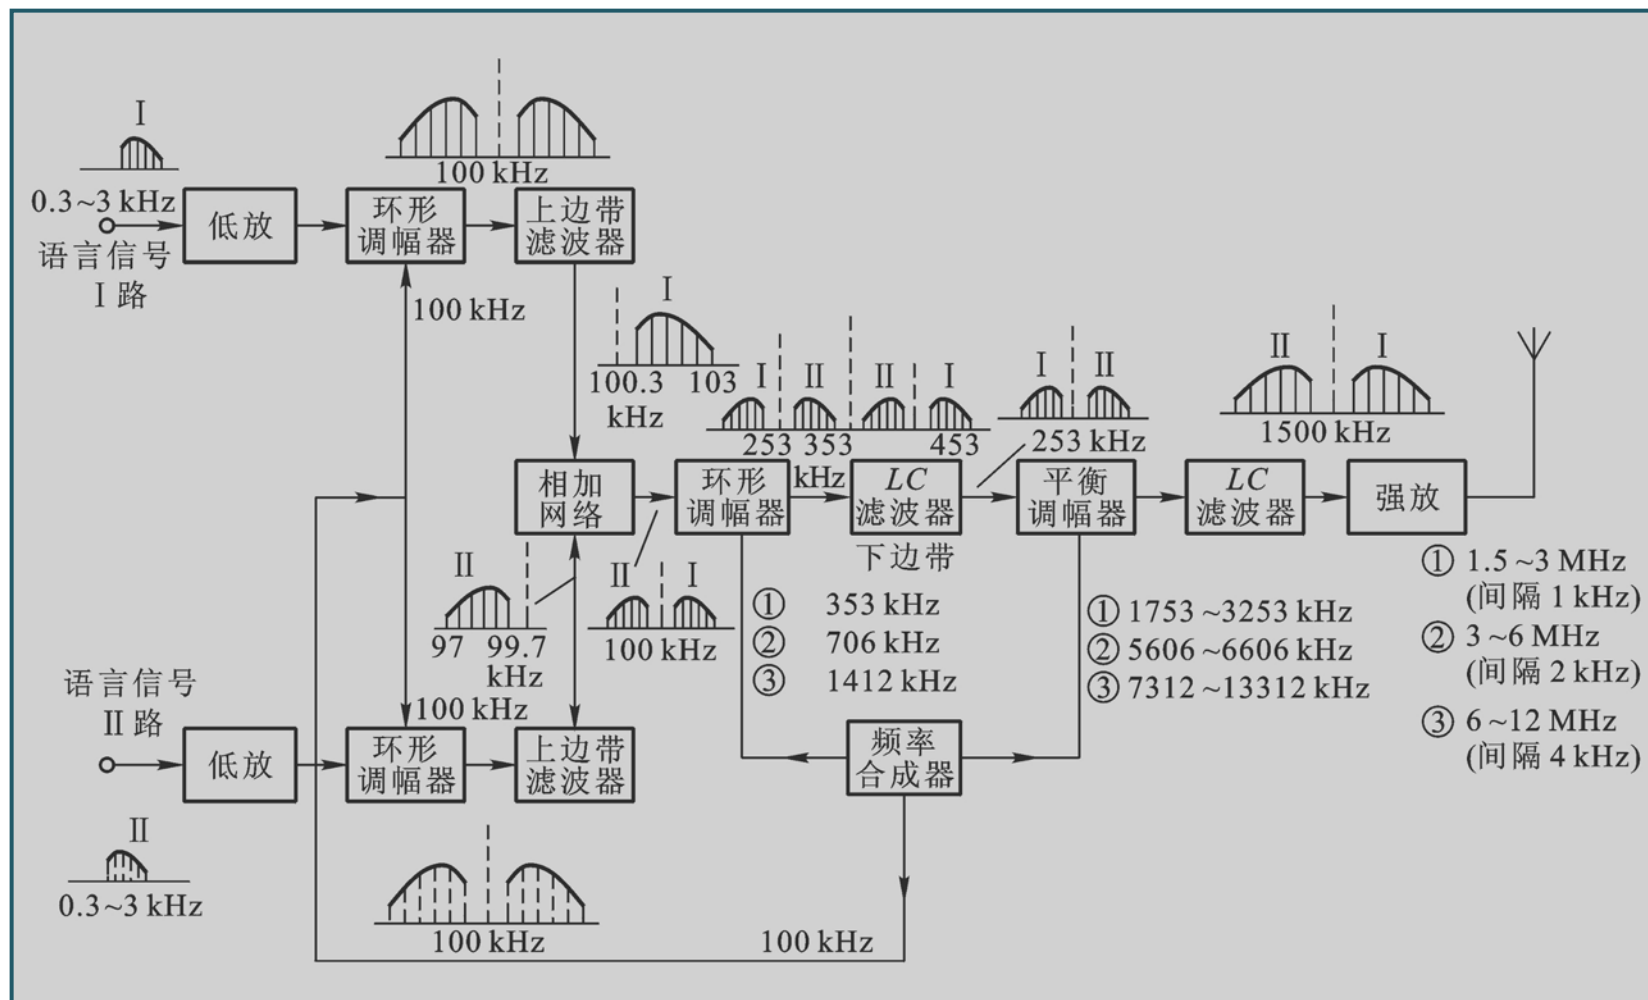 Ⅰ
0.3~3 kHz
语言信号
Ⅰ 路
低放
环形
调幅器
100 kHz
上边带
滤波器
100 kHz
Ⅰ
100.3
103
kHz
相加
网络
Ⅱ
97
99.7
kHz
Ⅱ
Ⅰ
100 kHz
语言信号
Ⅱ 路
低放
Ⅱ
0.3~3 kHz
100 kHz
环形
调幅器
上边带
滤波器
100 kHz
100 kHz
Ⅰ
Ⅱ
Ⅱ
Ⅰ
253
353
453
kHz
环形
调幅器
LC
滤波器
下边带
① 353 kHz
② 706 kHz
③ 1412 kHz
Ⅰ
Ⅱ
253 kHz
平衡
调幅器
① 1753 ~3253 kHz
② 5606 ~6606 kHz
③ 7312 ~13312 kHz
频率
合成器
Ⅱ
Ⅰ
1500 kHz
LC
滤波器
强放
① 1.5 ~3 MHz
(间隔 1 kHz)
② 3 ~6 MHz
(间隔 2 kHz)
③ 6 ~12 MHz
(间隔 4 kHz)